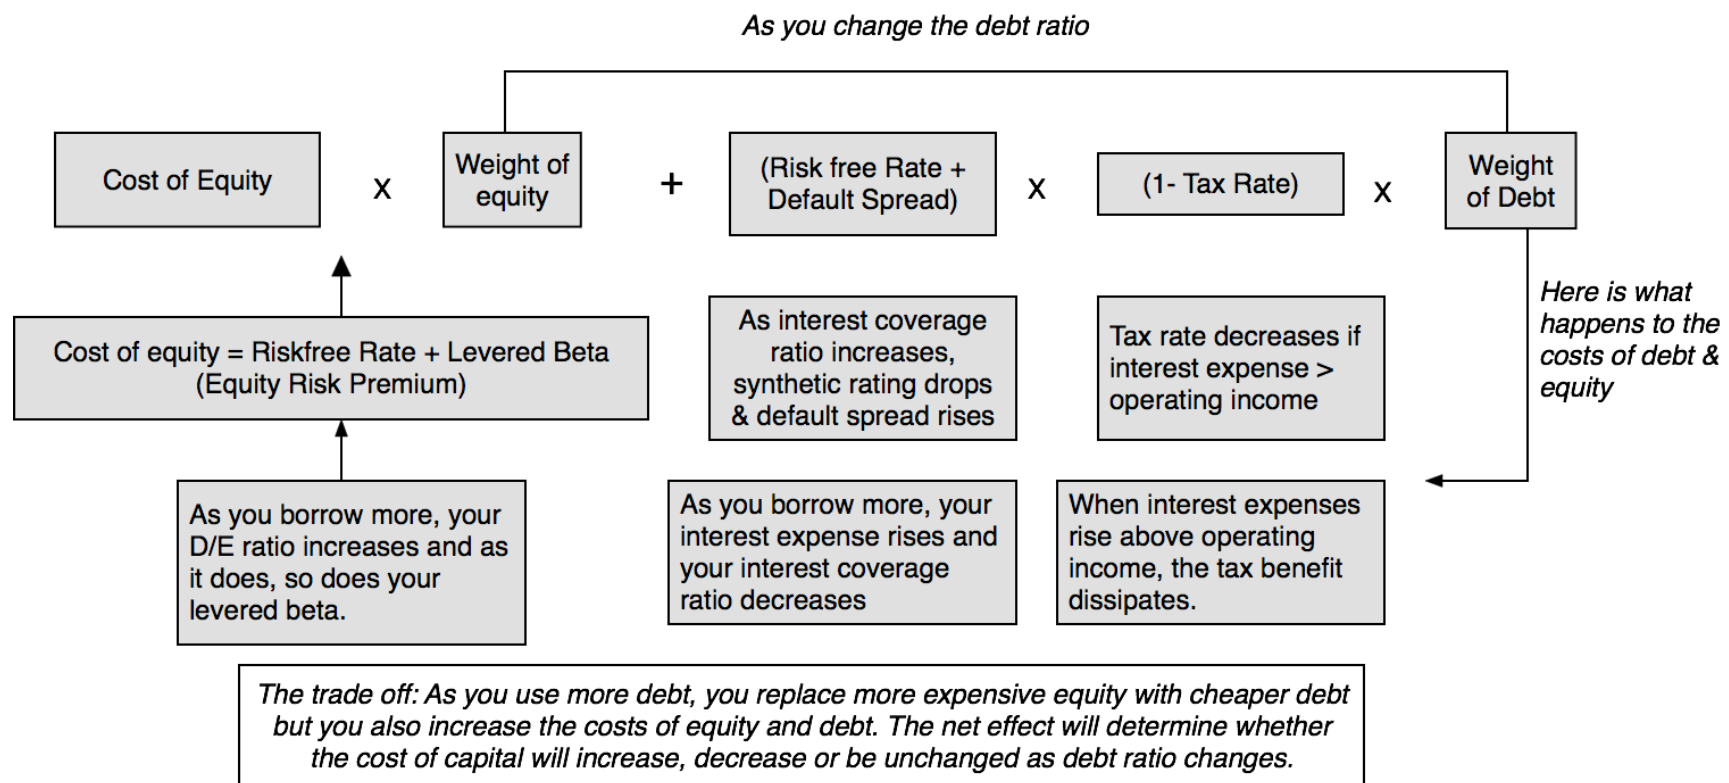 As you change the debt ratio
Cost of Equity
x
Weight of
equity
+
(Risk free Rate +
Default Spread)
x
(1- Tax Rate)
x
Weight
of Debt
Here is what
happens to the
costs of debt &
equity
Cost of equity = Riskfree Rate + Levered Beta
(Equity Risk Premium)
As interest coverage
ratio increases,
synthetic rating drops
& default spread rises
Tax rate decreases if
interest expense >
operating income
As you borrow more, your
D/E ratio increases and as
it does, so does your
levered beta.
As you borrow more, your
interest expense rises and
your interest coverage
ratio decreases
When interest expenses
rise above operating
income, the tax benefit
dissipates.
The trade off: As you use more debt, you replace more expensive equity with cheaper debt
but you also increase the costs of equity and debt. The net effect will determine whether
the cost of capital will increase, decrease or be unchanged as debt ratio changes.